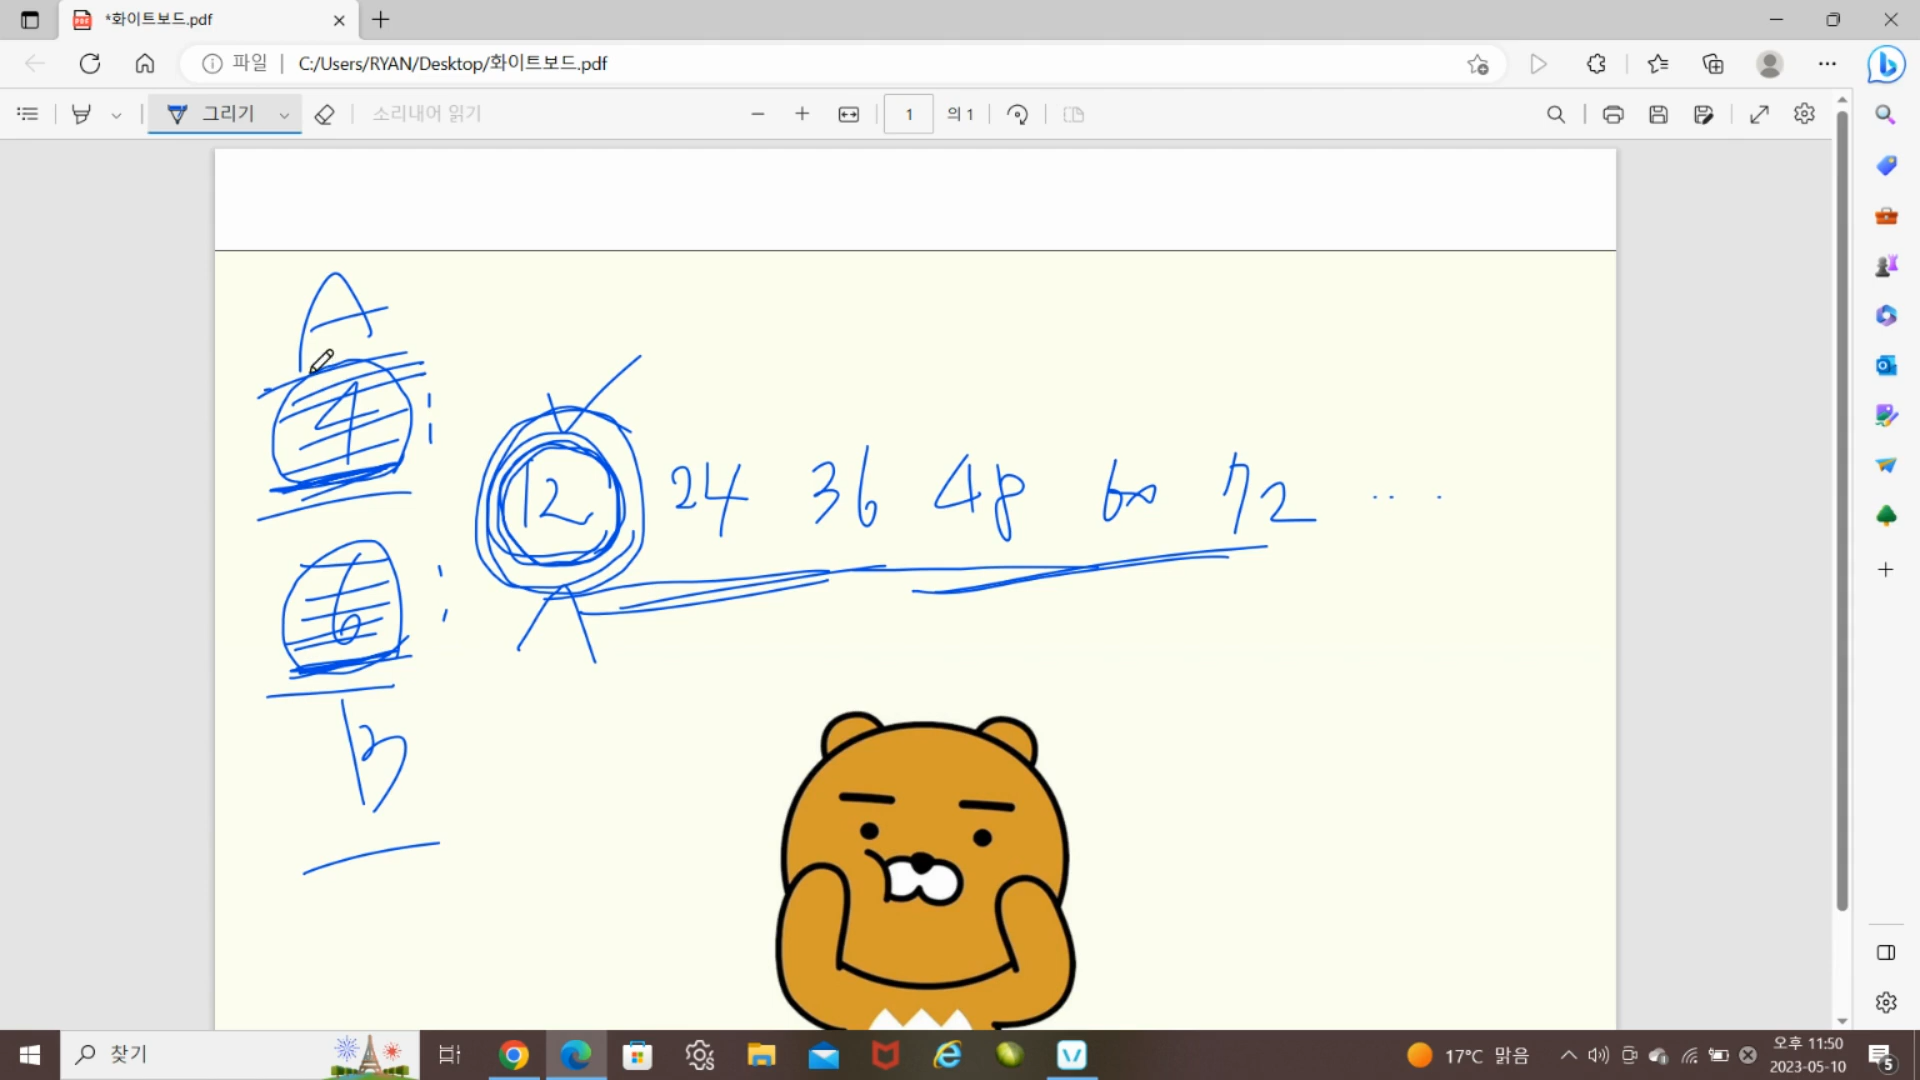 *화이트보드.pdf
파일 C:/Users/RYAN/Desktop/화이트보드.pdf
그리기 소리내어 읽기 1 의 1
A
4 :
12 24 36 48 60 72 ...
6 :
B
찾기
17°C 맑음
오후 11:50
2023-05-10
5